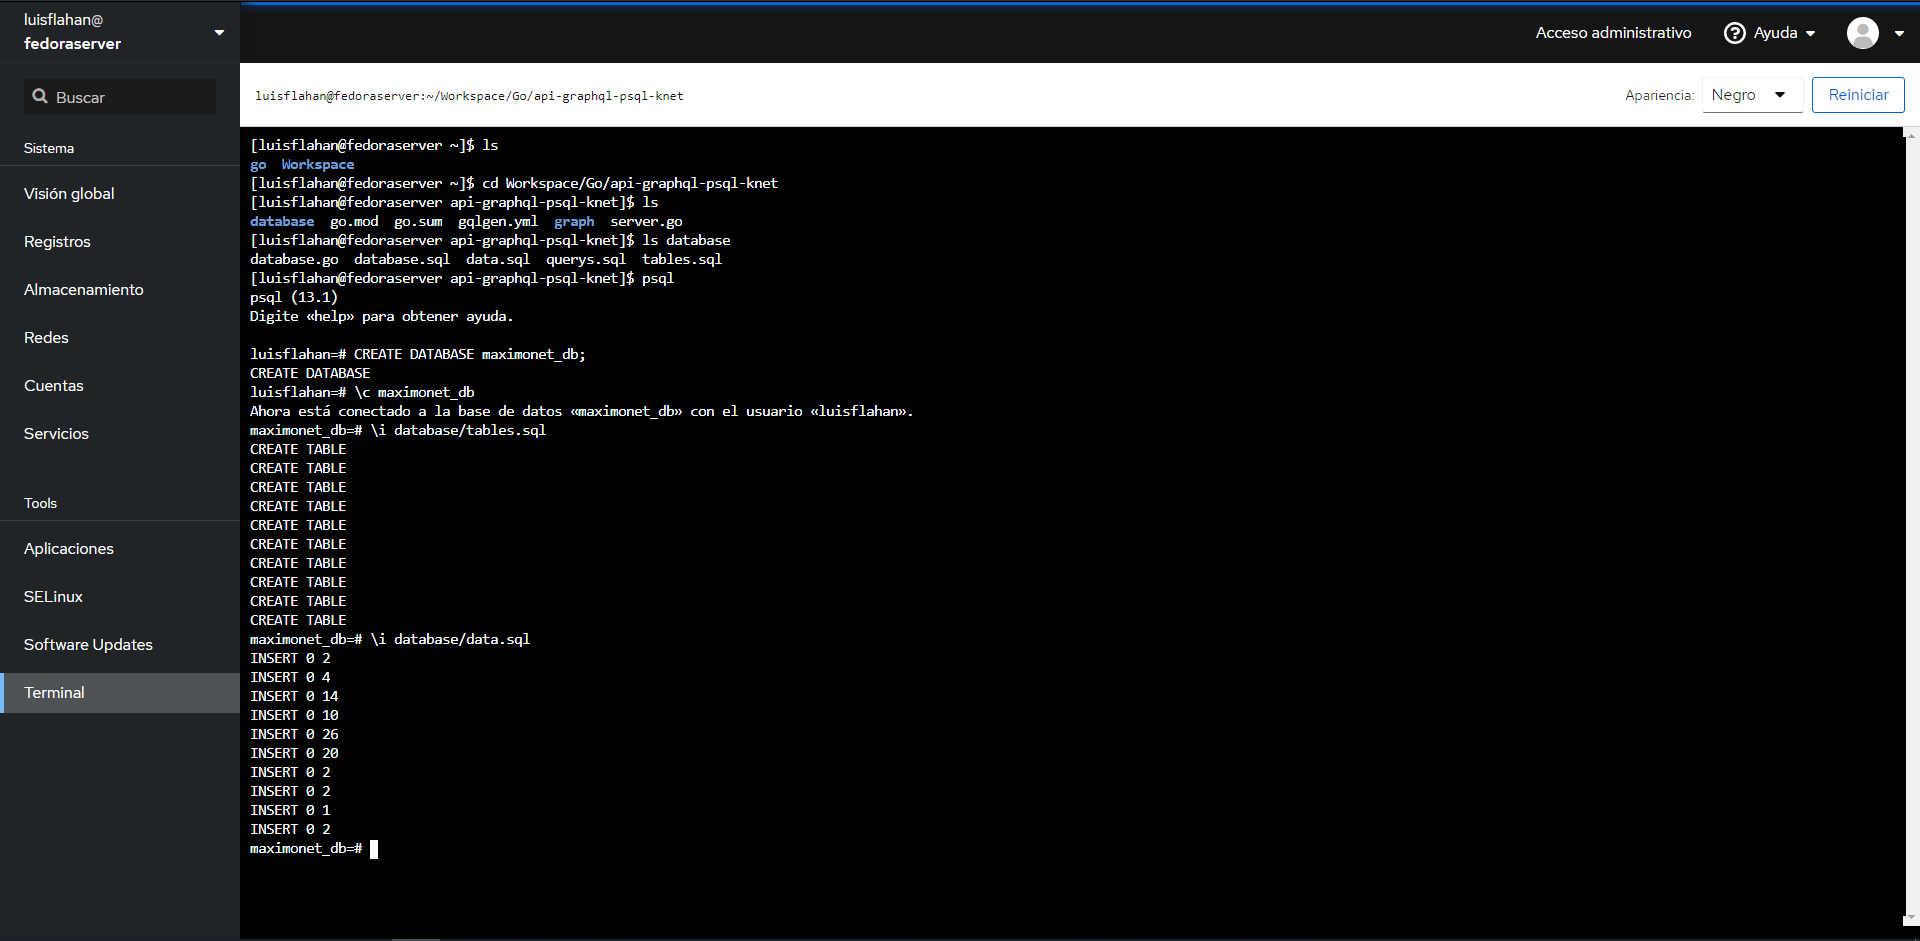 luisflahan@
fedoraserver
Buscar
Sistema
Visión global
Registros
Almacenamiento
Redes
Cuentas
Servicios
Tools
Aplicaciones
SELinux
Software Updates
Terminal
Acceso administrativo
Ayuda
luisflahan@fedoraserver:~/Workspace/Go/api-graphql-psql-knet
Apariencia:
Negro
Reiniciar
[luisflahan@fedoraserver ~]$ ls
go  Workspace
[luisflahan@fedoraserver ~]$ cd Workspace/Go/api-graphql-psql-knet
[luisflahan@fedoraserver api-graphql-psql-knet]$ ls
database  go.mod  go.sum  gqlgen.yml  graph  server.go
[luisflahan@fedoraserver api-graphql-psql-knet]$ ls database
database.go  database.sql  data.sql  querys.sql  tables.sql
[luisflahan@fedoraserver api-graphql-psql-knet]$ psql
psql (13.1)
Digite «help» para obtener ayuda.
luisflahan=# CREATE DATABASE maximonet_db;
CREATE DATABASE
luisflahan=# \c maximonet_db
Ahora está conectado a la base de datos «maximonet_db» con el usuario «luisflahan».
maximonet_db=# \i database/tables.sql
CREATE TABLE
CREATE TABLE
CREATE TABLE
CREATE TABLE
CREATE TABLE
CREATE TABLE
CREATE TABLE
CREATE TABLE
CREATE TABLE
CREATE TABLE
maximonet_db=# \i database/data.sql
INSERT 0 2
INSERT 0 4
INSERT 0 14
INSERT 0 10
INSERT 0 26
INSERT 0 20
INSERT 0 2
INSERT 0 2
INSERT 0 1
INSERT 0 2
maximonet_db=#